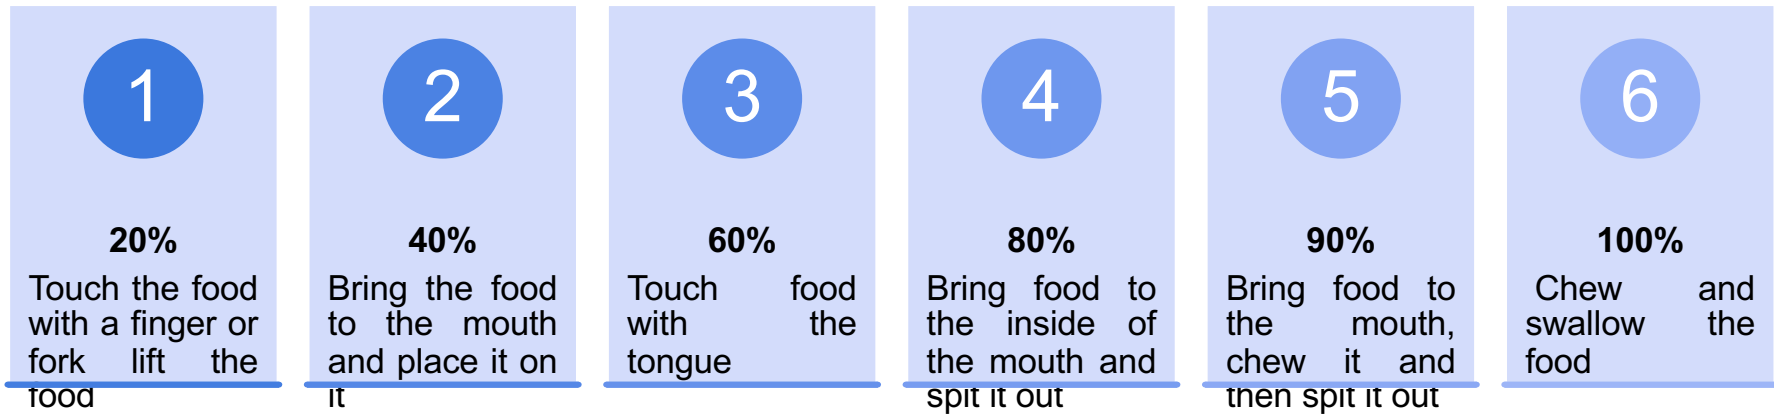 1
20%
Touch the food
with a finger or
fork lift the
food
2
40%
Bring the food
to the mouth
and place it on
it
3
60%
Touch food
with the
tongue
4
80%
Bring food to
the inside of
the mouth and
spit it out
5
90%
Bring food to
the mouth,
chew it and
then spit it out
6
100%
Chew and
swallow the
food